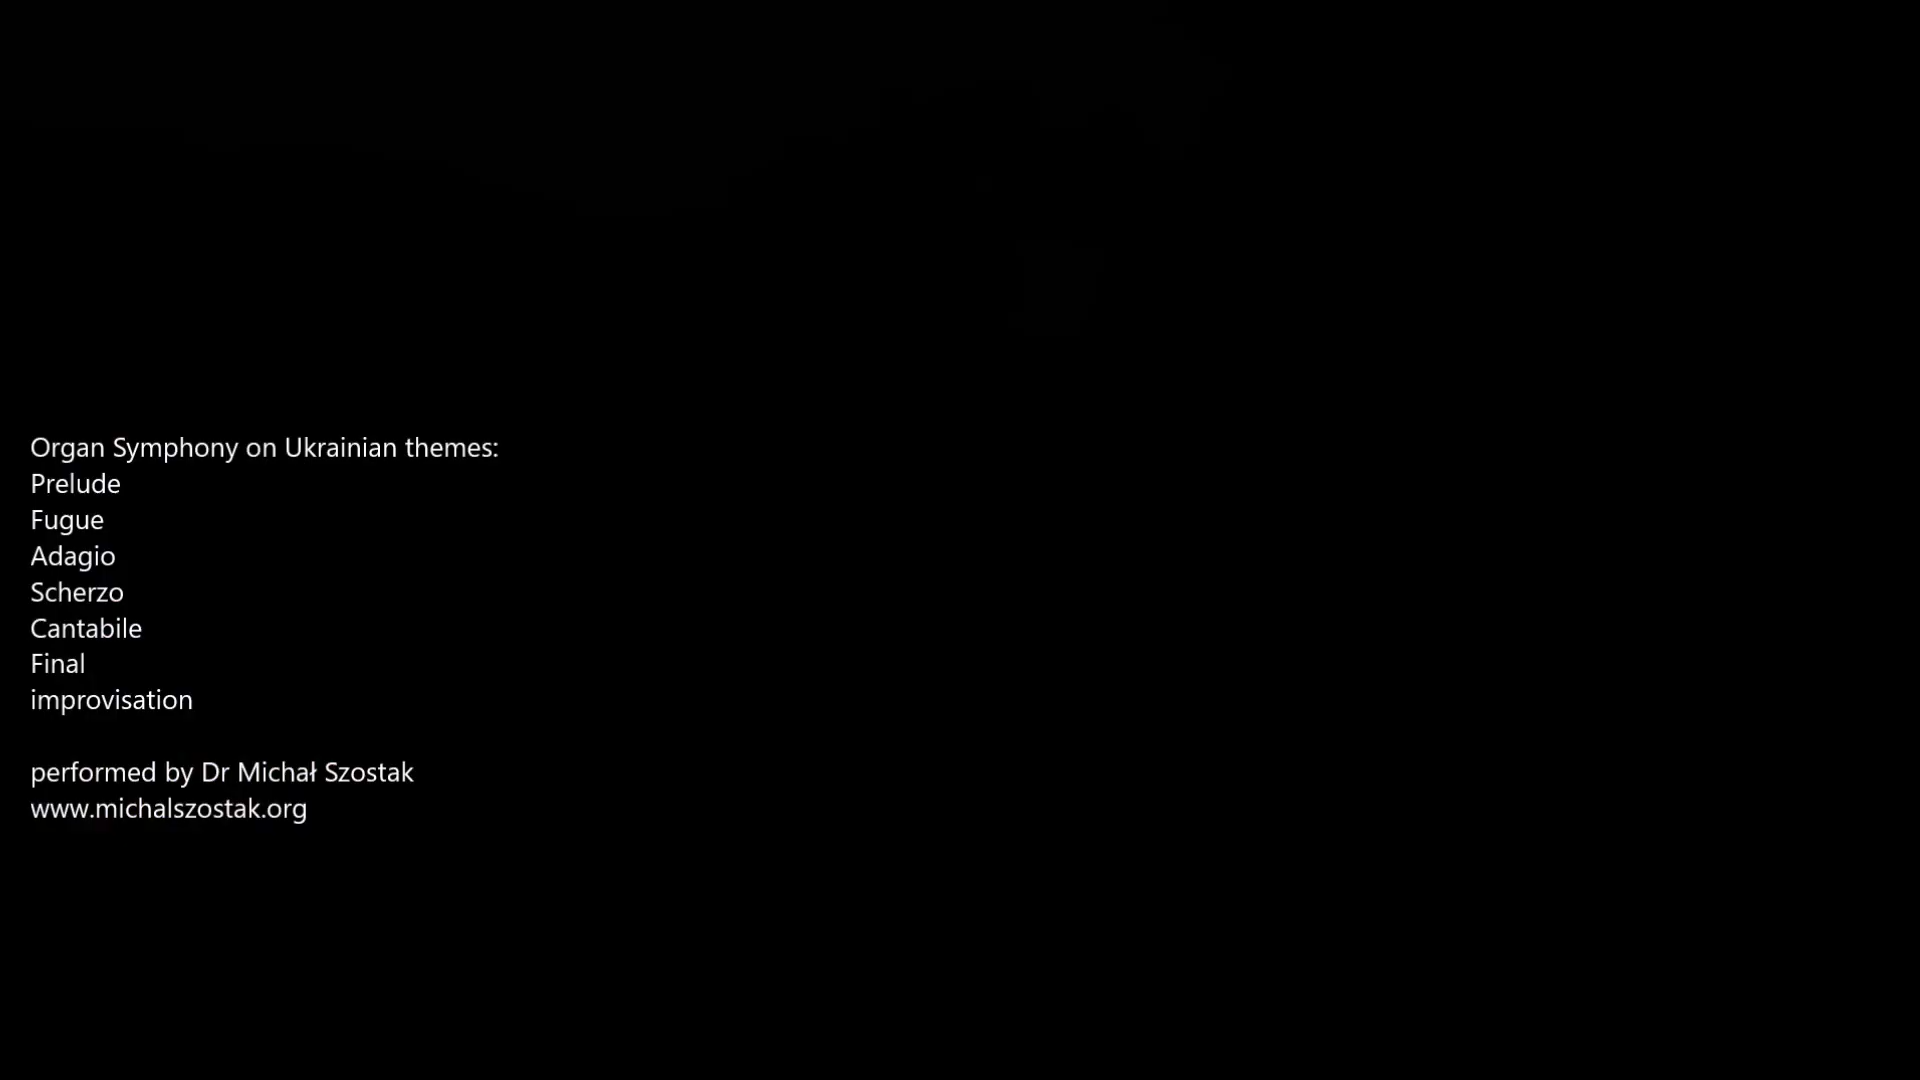 Organ Symphony on Ukrainian themes:
Prelude
Fugue
Adagio
Scherzo
Cantabile
Final
improvisation
performed by Dr Michał Szostak
www.michalszostak.org